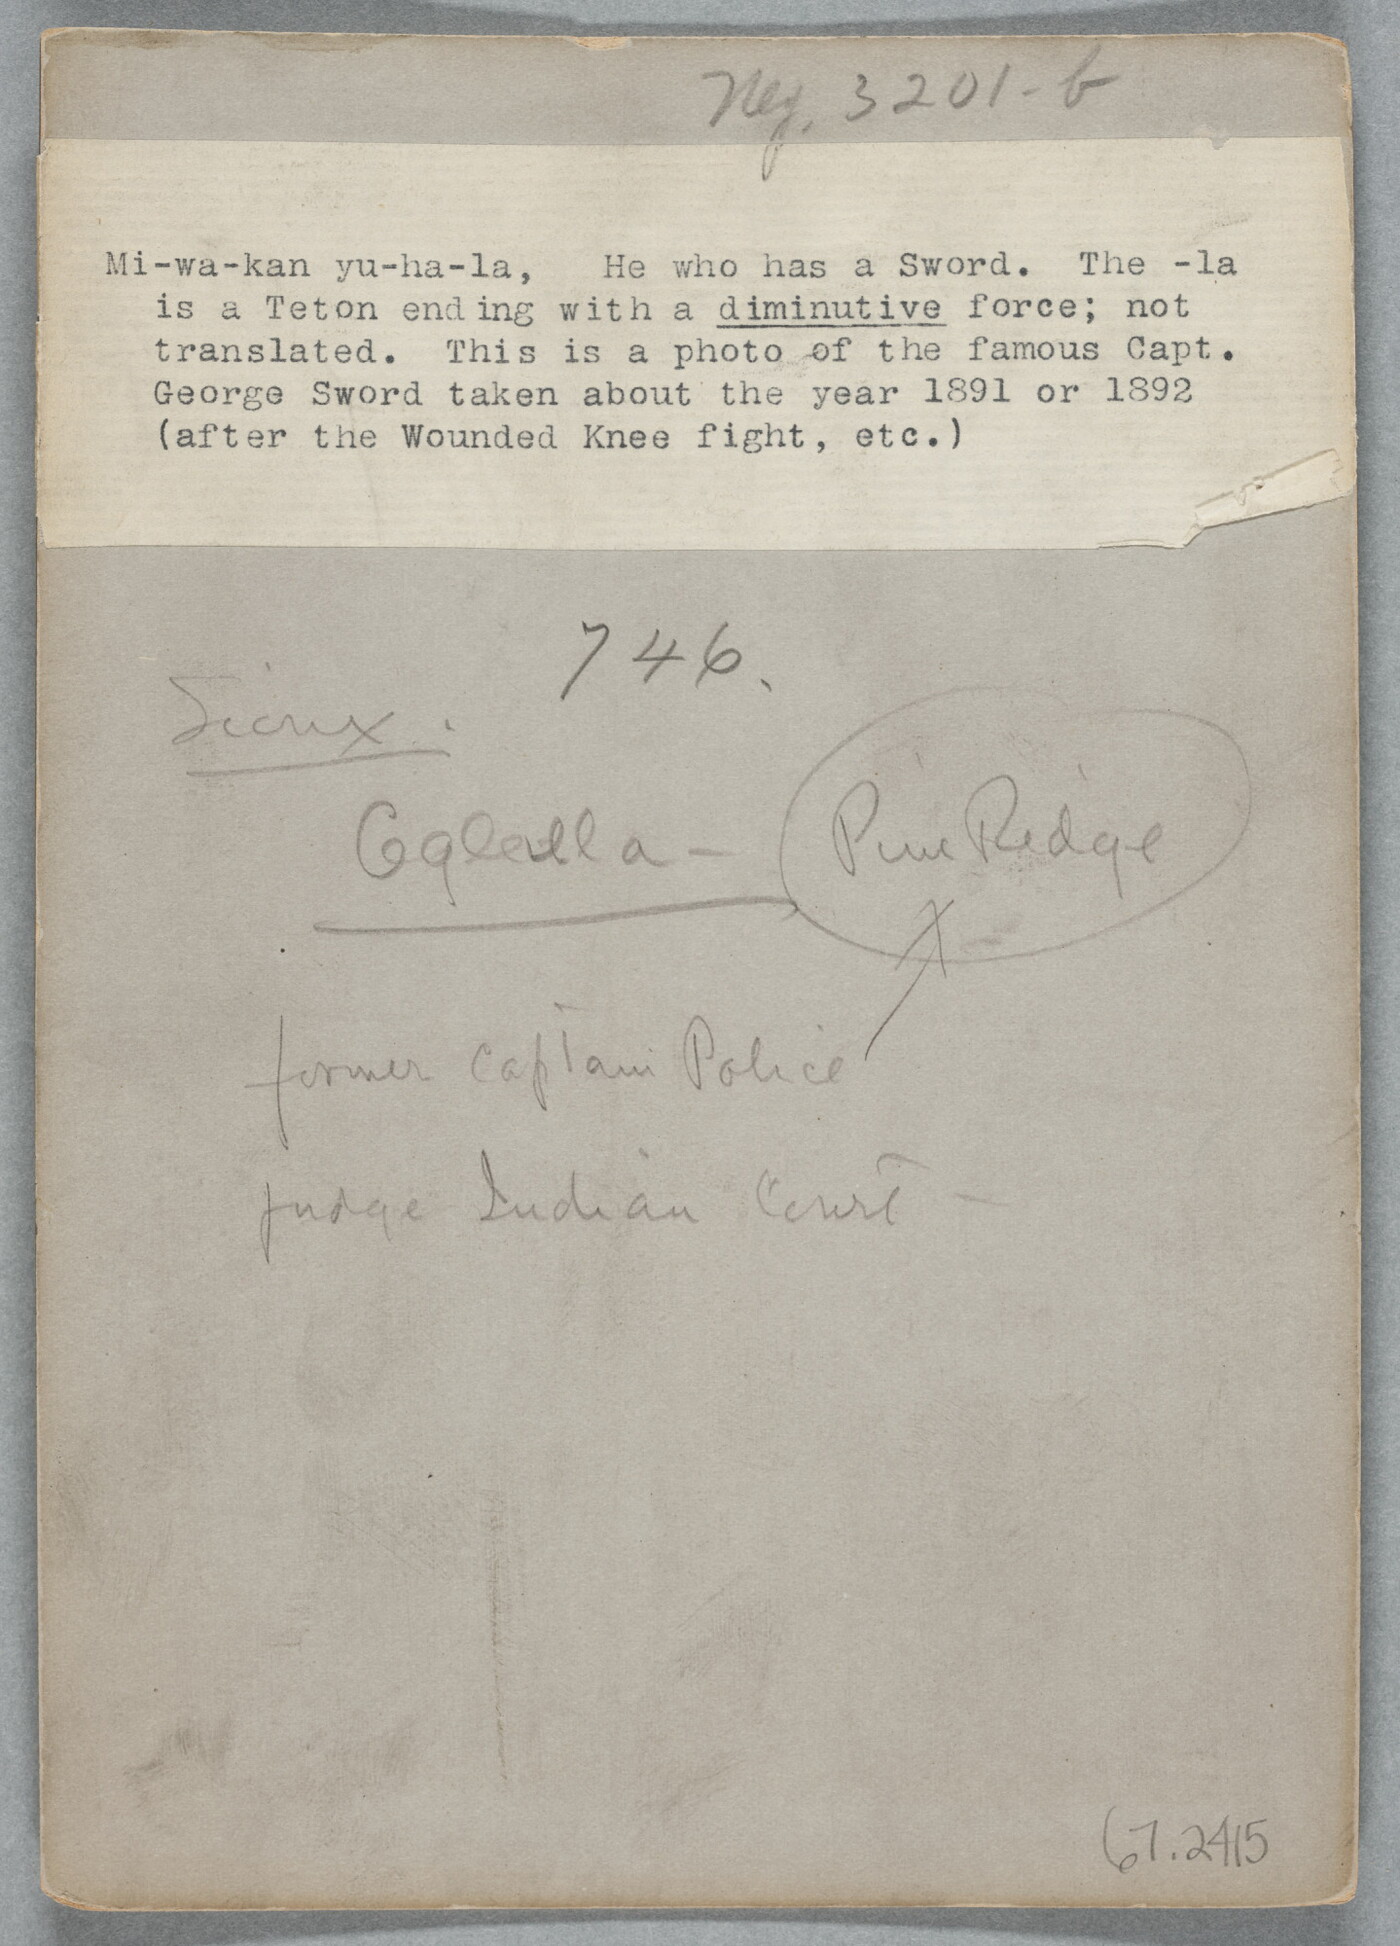 Neg. 3201-b
Mi-wa-kan yu-ha-la, He who has a Sword. The -la
is a Teton ending with a diminutive force; not
translated. This is a photo of the famous Capt.
George Sword taken about the year 1891 or 1892
(after the Wounded Knee fight, etc.)
746.
Sioux.
Oglalla - Pine Ridge
former Captain Police
Judge Indian Court -
67.2415